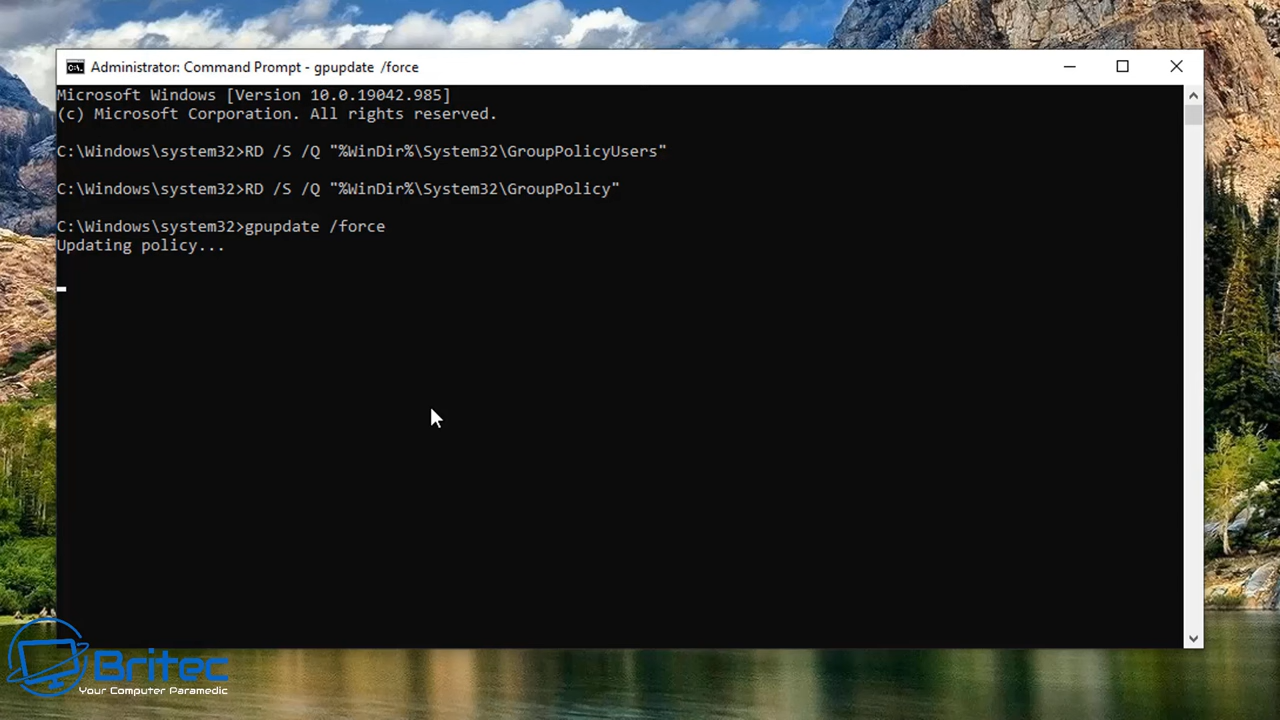 Administrator: Command Prompt - gpupdate /force
Microsoft Windows [Version 10.0.19042.985]
(c) Microsoft Corporation. All rights reserved.
C:\Windows\system32>RD /S /Q "%WinDir%\System32\GroupPolicyUsers"
C:\Windows\system32>RD /S /Q "%WinDir%\System32\GroupPolicy"
C:\Windows\system32>gpupdate /force
Updating policy...
Britec
Your Computer Paramedic